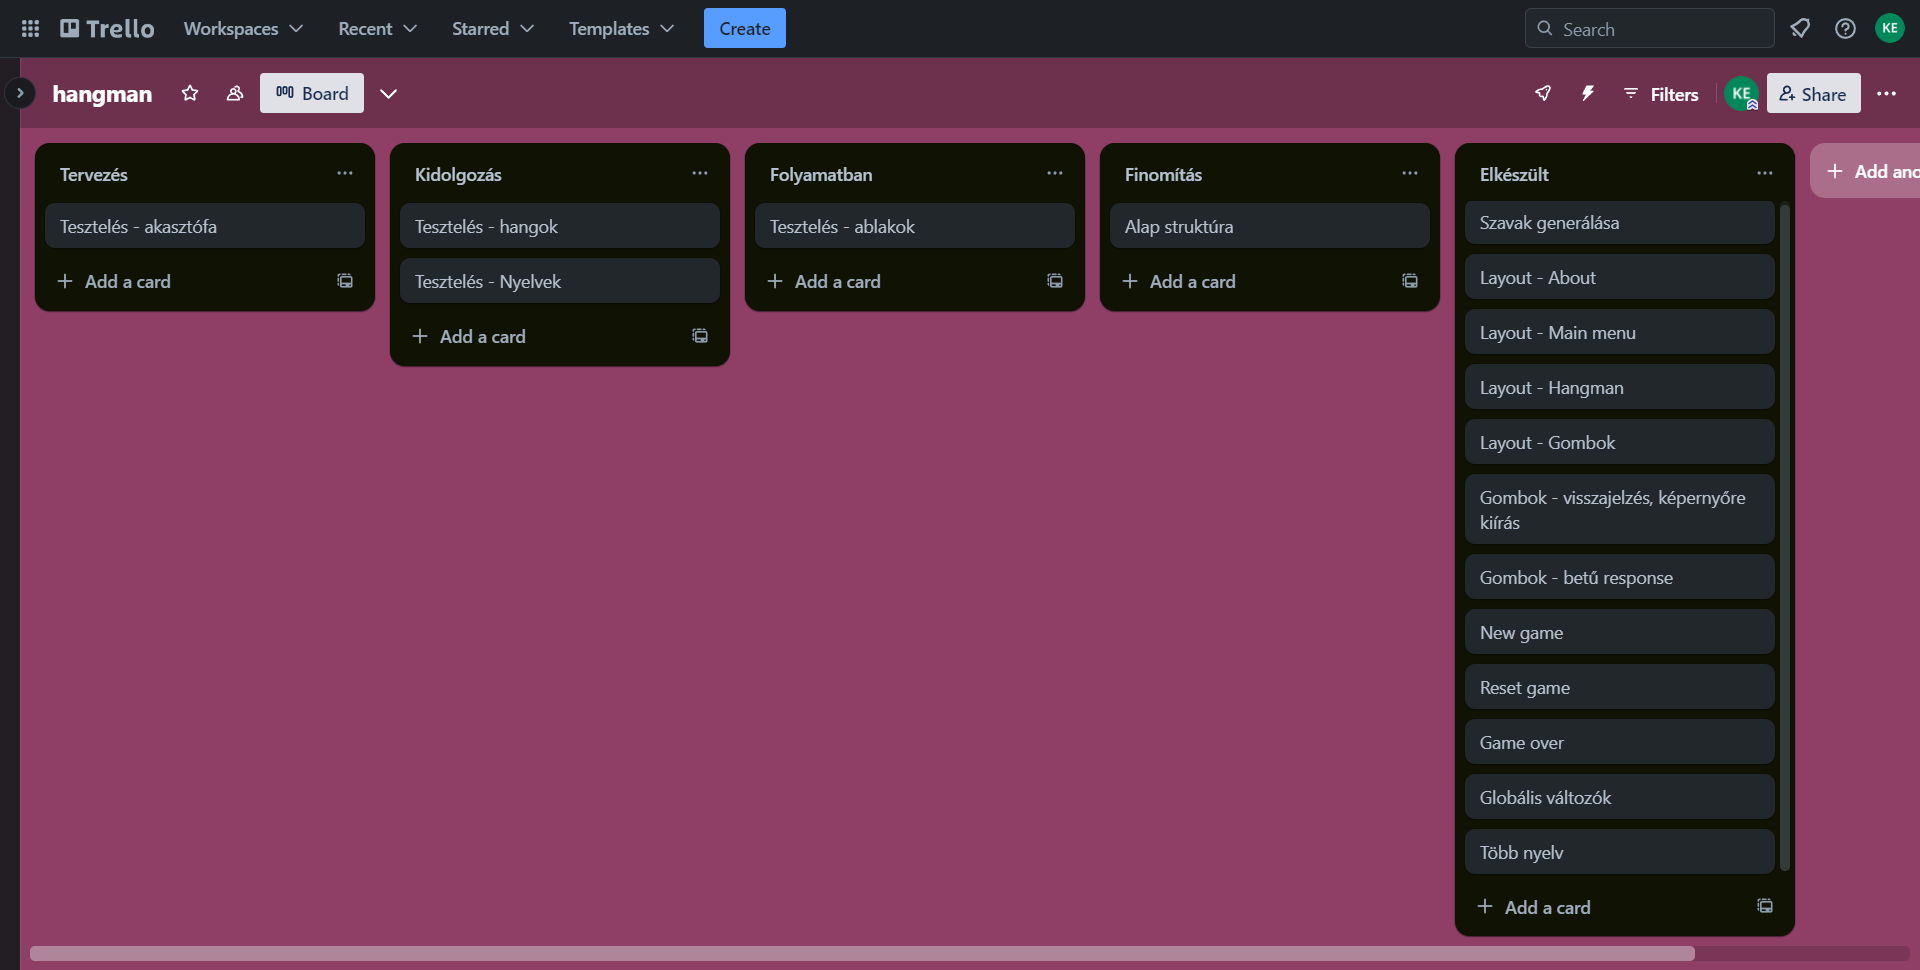 Trello
Workspaces
Recent
Starred
Templates
Create
Search
KE
hangman
Board
Filters
KE
Share
Tervezés
Tesztelés - akasztófa
Add a card
Kidolgozás
Tesztelés - hangok
Tesztelés - Nyelvek
Add a card
Folyamatban
Tesztelés - ablakok
Add a card
Finomítás
Alap struktúra
Add a card
Elkészült
Szavak generálása
Layout - About
Layout - Main menu
Layout - Hangman
Layout - Gombok
Gombok - visszajelzés, képernyőre
kiírás
Gombok - betű response
New game
Reset game
Game over
Globális változók
Több nyelv
Add a card
Add ano